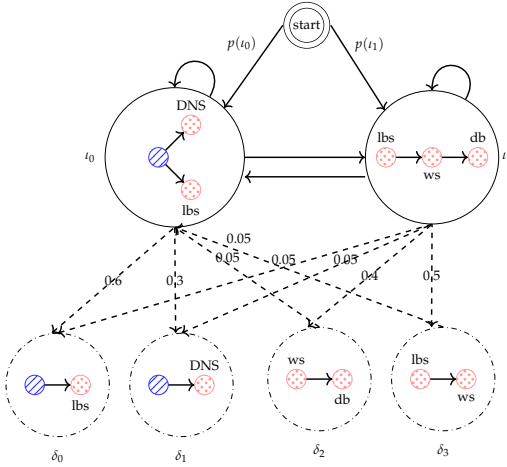 start
p(ι₀)
p(ι₁)
DNS
lbs
ι₀
lbs
ws
db
ι
0.05
0.6
0.3
0.05
0.05
0.05
0.4
0.5
lbs
DNS
ws
db
lbs
ws
δ₀
δ₁
δ₂
δ₃